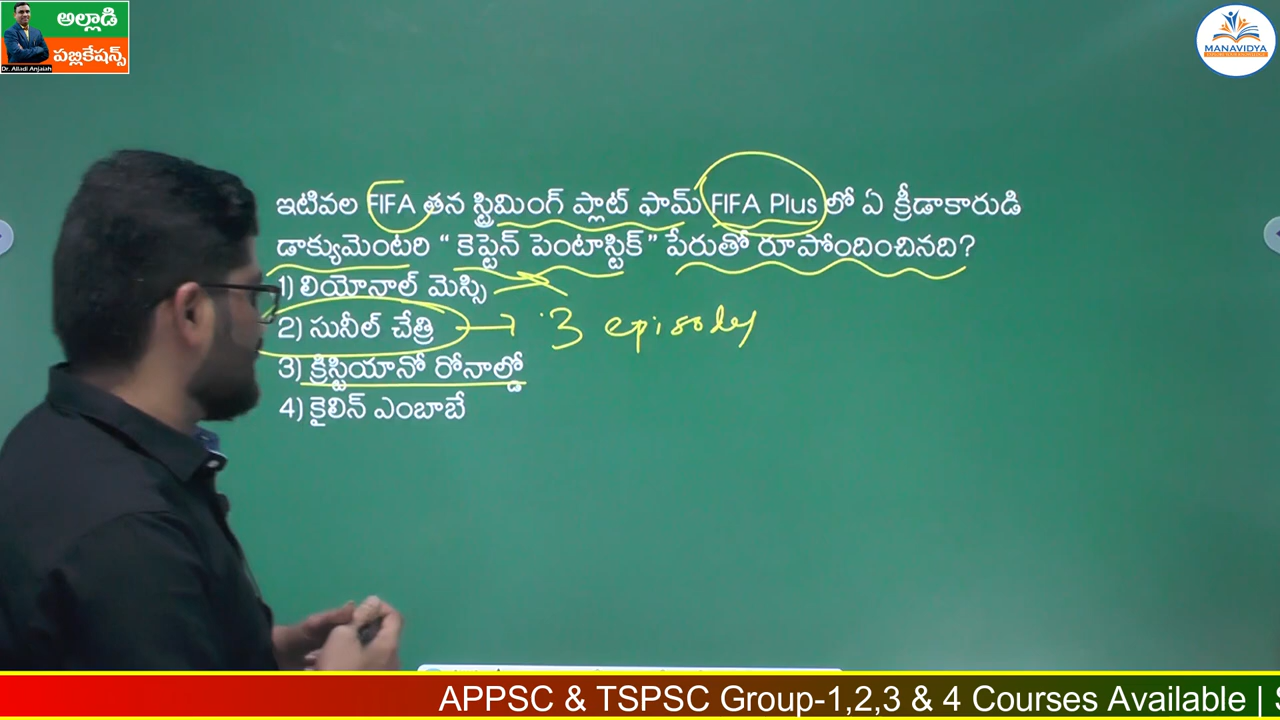 అల్లాడి
పబ్లికేషన్స్
Dr. Alladi Anjaiah
MANAVIDYA
ఇటివల FIFA తన స్ట్రిమింగ్ ప్లాట్ ఫామ్ FIFA Plus లో ఏ క్రీడాకారుడి
డాక్యుమెంటరి “ కెప్టెన్ పెంటాస్టిక్” పేరుతో రూపోందించినది?
1) లియోనాల్ మెస్సి
2) సునీల్ చేత్రి → 3 episodes
3) క్రిస్టియానో రోనాల్డో
4) కైలిన్ ఎంబాబే
APPSC & TSPSC Group-1,2,3 & 4 Courses Available | S